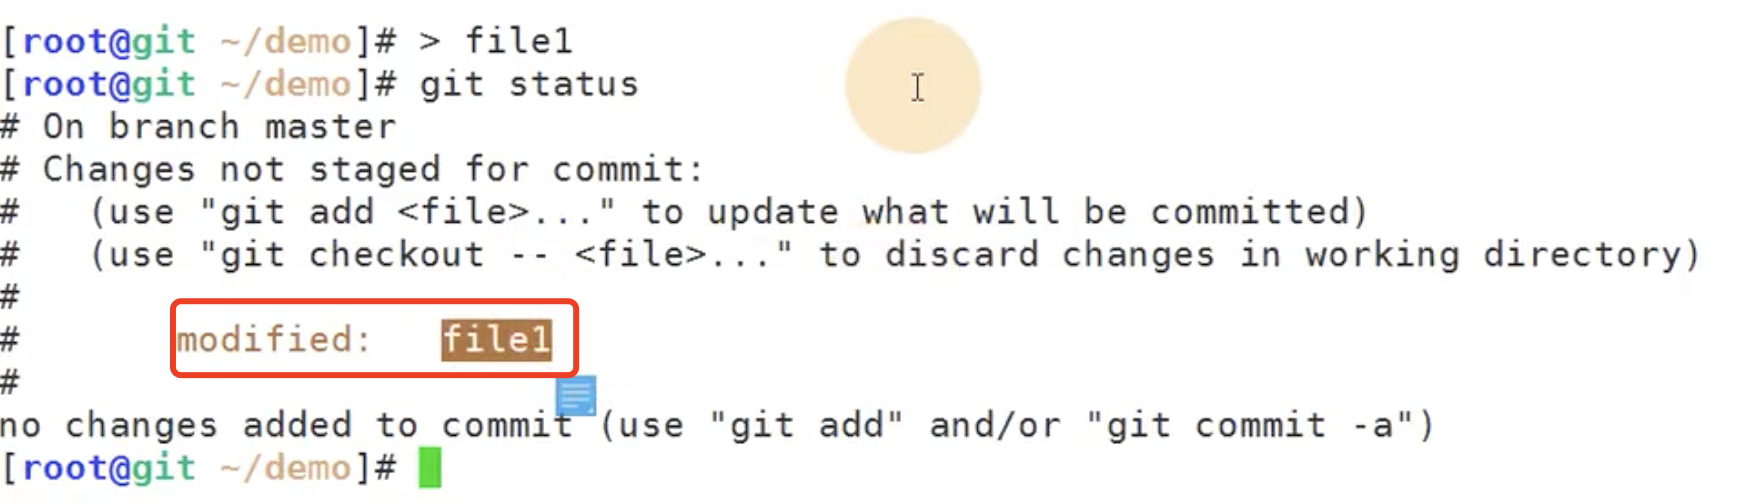 [root@git ~/demo]# > file1
[root@git ~/demo]# git status
# On branch master
# Changes not staged for commit:
#   (use "git add <file>..." to update what will be committed)
#   (use "git checkout -- <file>..." to discard changes in working directory)
#
#       modified:   file1
#
no changes added to commit (use "git add" and/or "git commit -a")
[root@git ~/demo]#